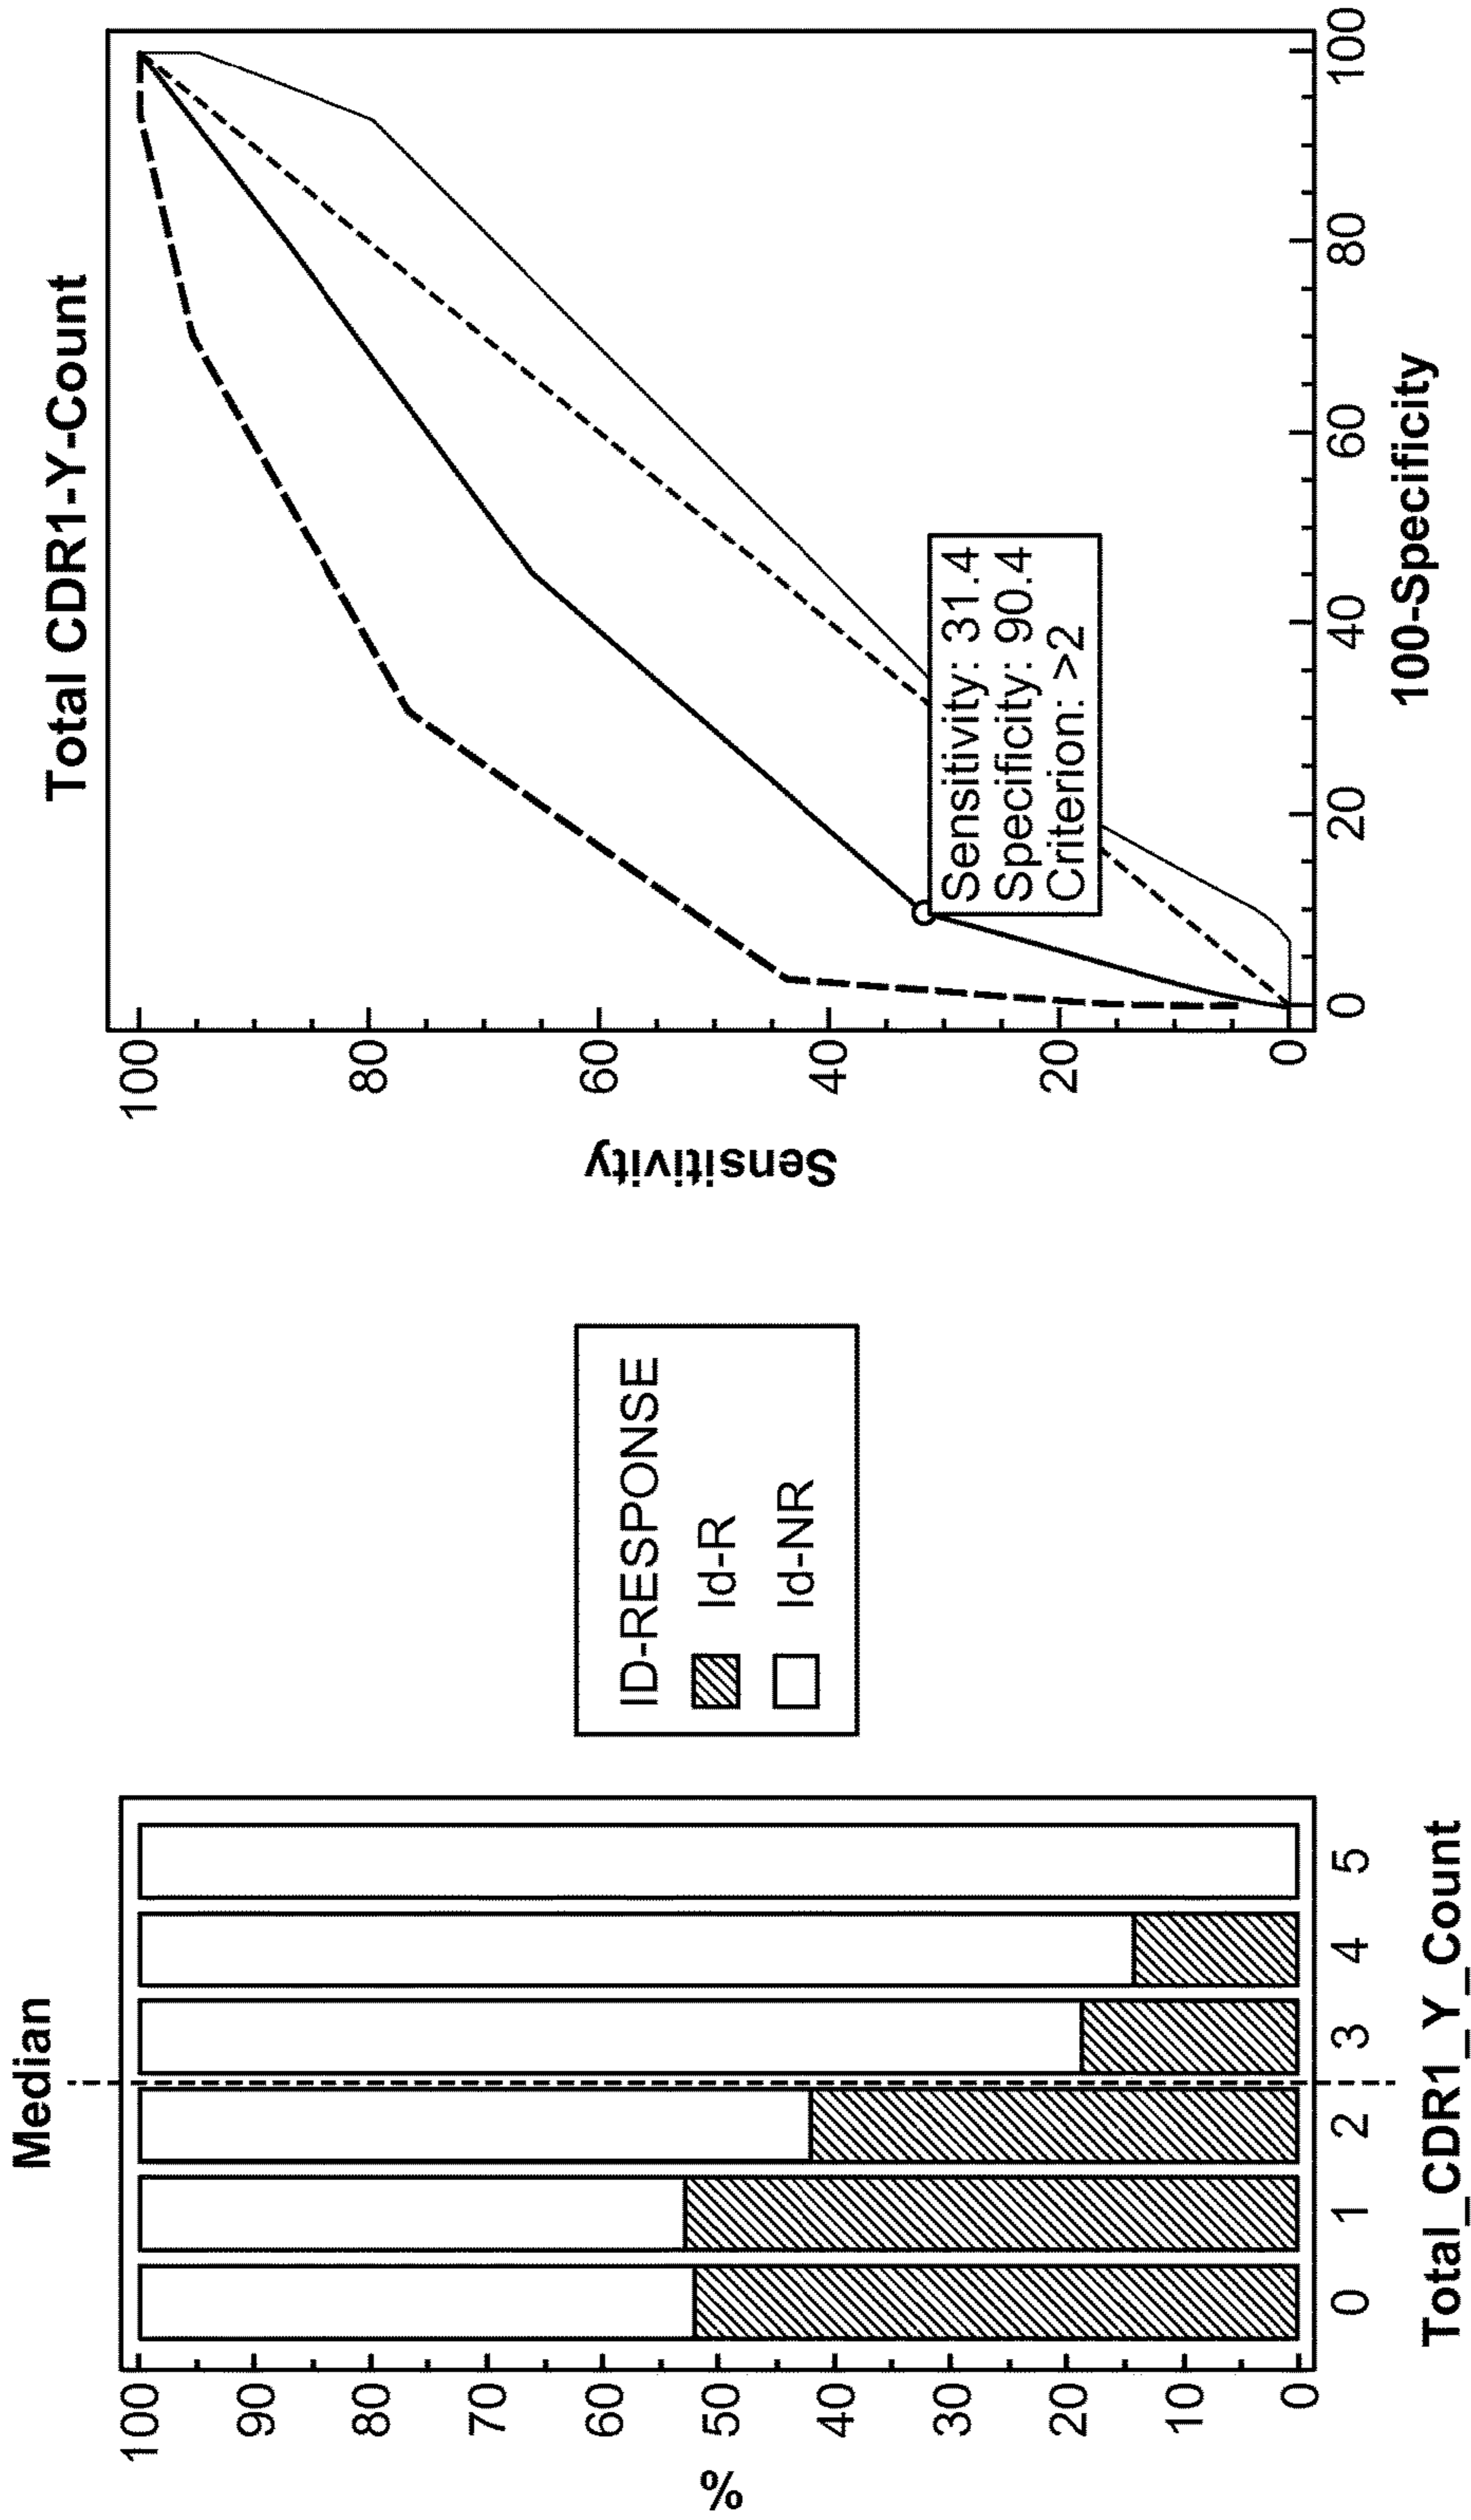 Median
%
100
90
80
70
60
50
40
30
20
10
0
0 1 2 3 4 5
Total_CDR1_Y_Count
ID-RESPONSE
Id-R
Id-NR
Total CDR1-Y-Count
Sensitivity
100
80
60
40
20
0
Sensitivity: 31.4
Specificity: 90.4
Criterion: >2
0 20 40 60 80 100
100-Specificity